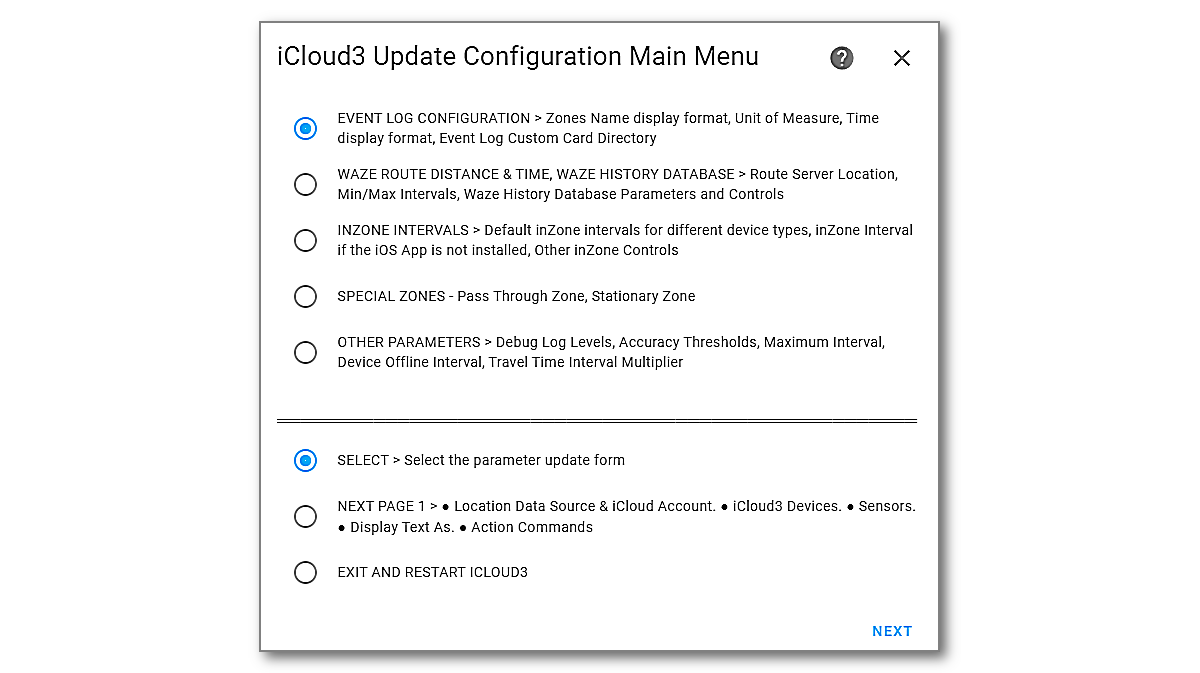 iCloud3 Update Configuration Main Menu ?
EVENT LOG CONFIGURATION > Zones Name display format, Unit of Measure, Time
display format, Event Log Custom Card Directory
WAZE ROUTE DISTANCE & TIME, WAZE HISTORY DATABASE > Route Server Location,
Min/Max Intervals, Waze History Database Parameters and Controls
INZONE INTERVALS > Default inZone intervals for different device types, inZone Interval
if the iOS App is not installed, Other inZone Controls
SPECIAL ZONES - Pass Through Zone, Stationary Zone
OTHER PARAMETERS > Debug Log Levels, Accuracy Thresholds, Maximum Interval,
Device Offline Interval, Travel Time Interval Multiplier
SELECT > Select the parameter update form
NEXT PAGE 1 > ● Location Data Source & iCloud Account. ● iCloud3 Devices. ● Sensors.
● Display Text As. ● Action Commands
EXIT AND RESTART ICLOUD3
NEXT